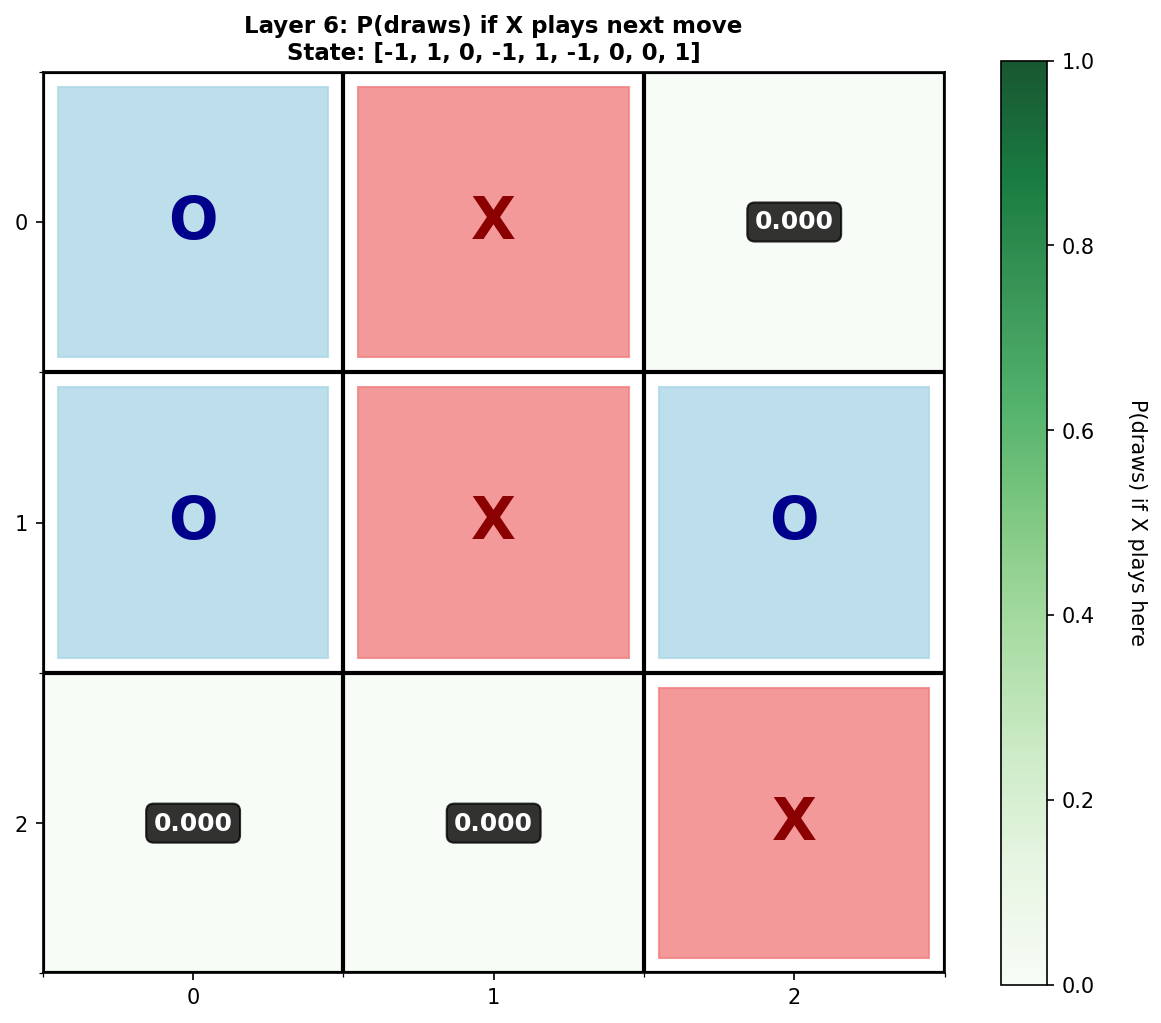 Layer 6: P(draws) if X plays next move
State: [-1, 1, 0, -1, 1, -1, 0, 0, 1]
O
X
0.000
O
X
O
0.000
0.000
X
0
1
2
0
1
2
1.0
0.8
0.6
0.4
0.2
0.0
P(draws) if X plays here